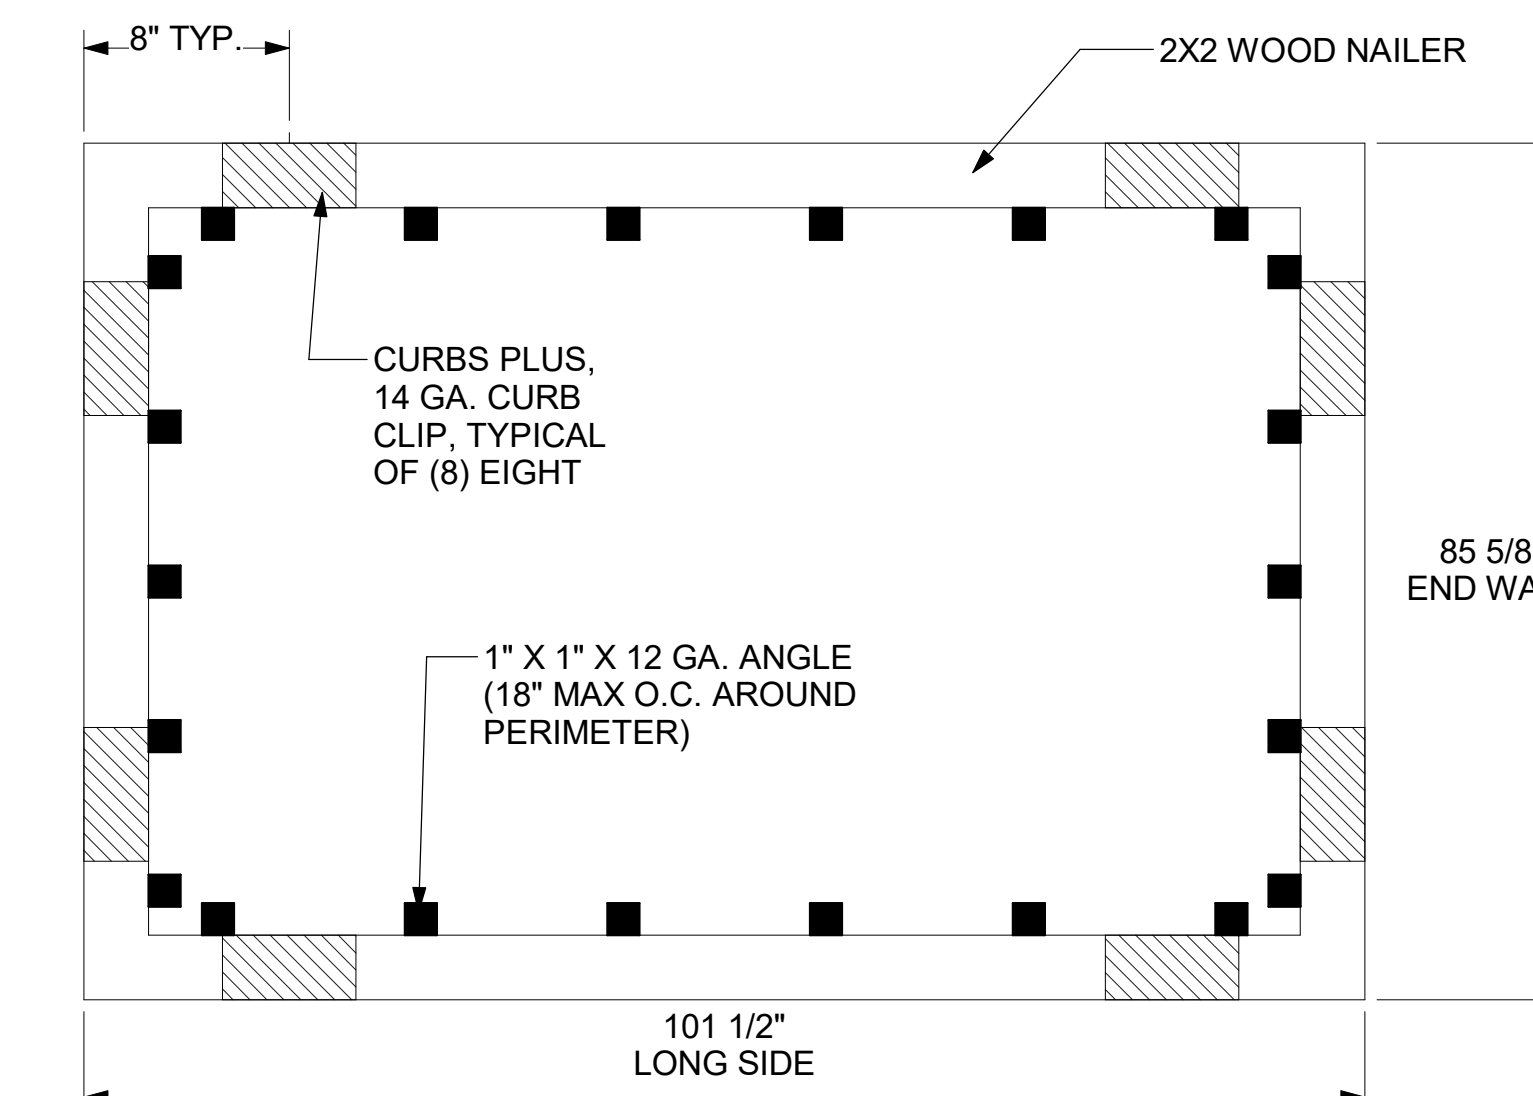 8" TYP.
2X2 WOOD NAILER
CURBS PLUS,
14 GA. CURB
CLIP, TYPICAL
OF (8) EIGHT
85 5/8
END WA
1" X 1" X 12 GA. ANGLE
(18" MAX O.C. AROUND
PERIMETER)
101 1/2"
LONG SIDE